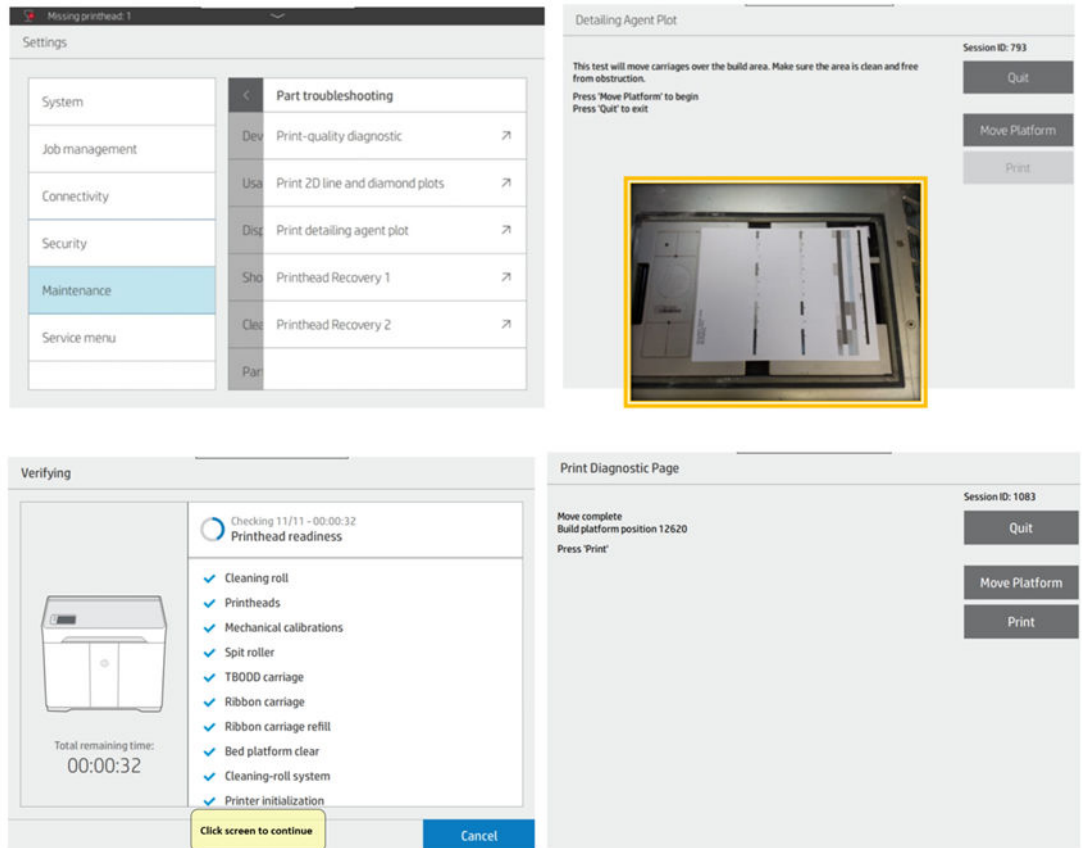 Missing printhead: 1
Settings
System
Job management
Connectivity
Security
Maintenance
Service menu
Part troubleshooting
Dev
Print-quality diagnostic
Usa
Print 2D line and diamond plots
Disp
Print detailing agent plot
Sho
Printhead Recovery 1
Clea
Printhead Recovery 2
Par
Detailing Agent Plot
Session ID: 793
This test will move carriages over the build area. Make sure the area is clean and free
from obstruction.
Press 'Move Platform' to begin
Press 'Quit' to exit
Quit
Move Platform
Print
Verifying
Total remaining time:
00:00:32
Checking 11/11 - 00:00:32
Printhead readiness
Cleaning roll
Printheads
Mechanical calibrations
Spit roller
TBODD carriage
Ribbon carriage
Ribbon carriage refill
Bed platform clear
Cleaning-roll system
Printer initialization
Click screen to continue
Cancel
Print Diagnostic Page
Session ID: 1083
Move complete
Build platform position 12620
Press 'Print'
Quit
Move Platform
Print